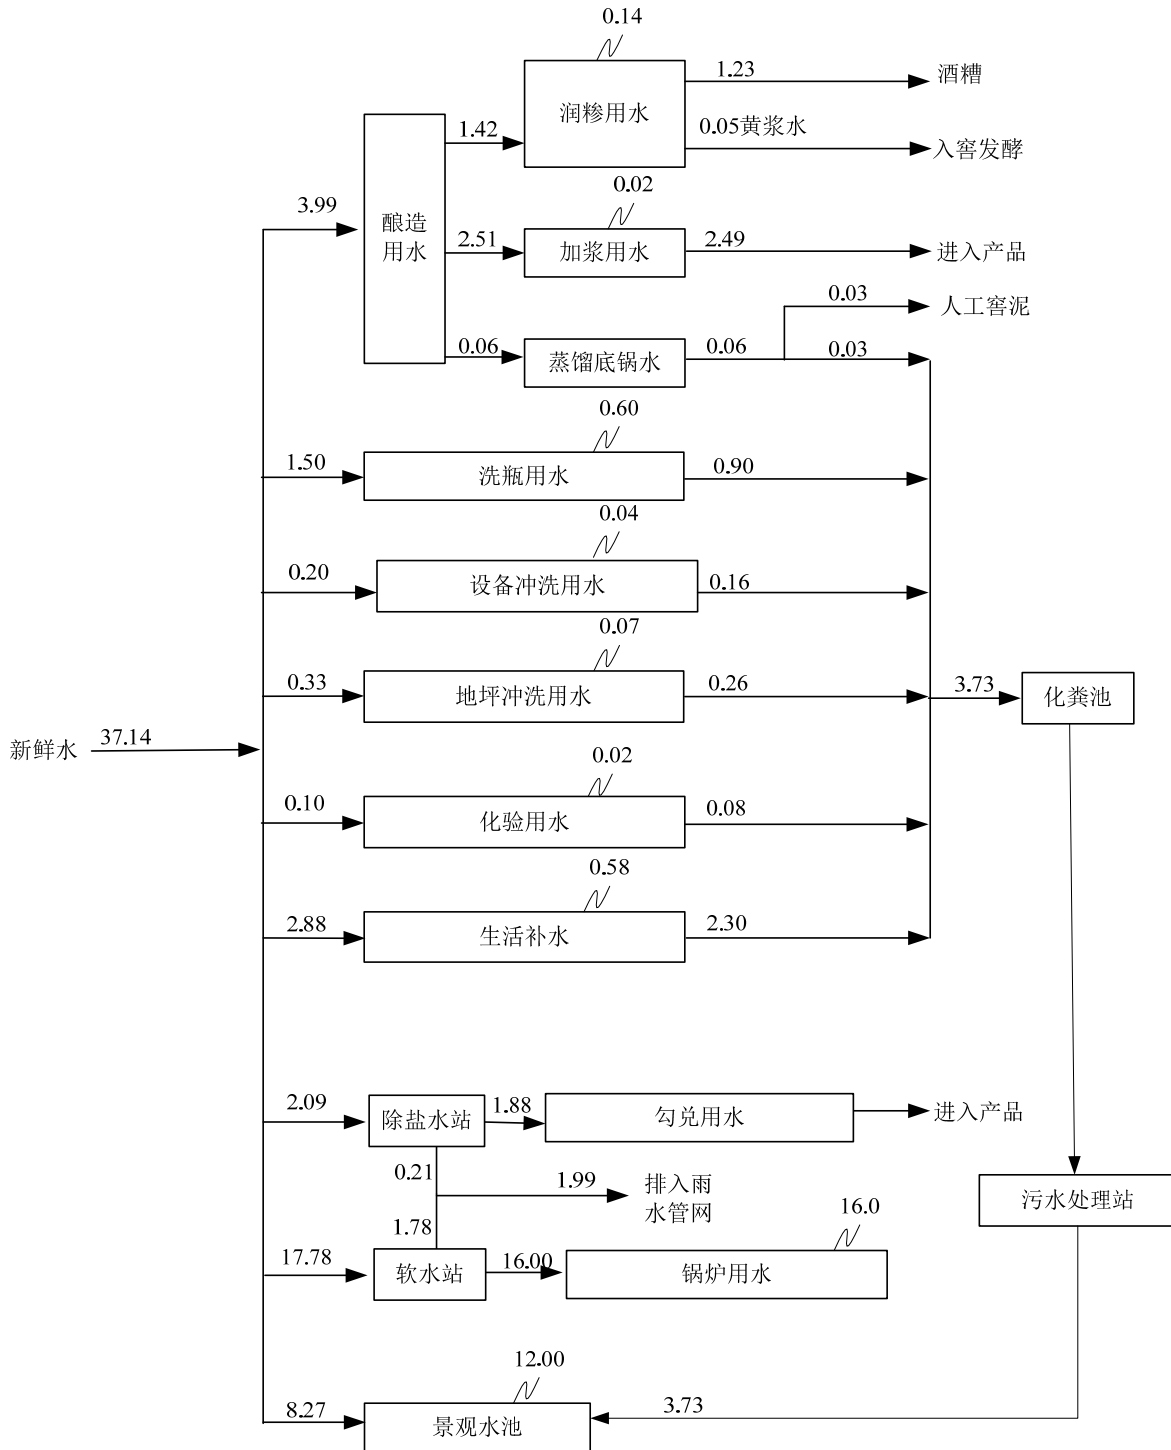 0.14
1.23
酒糟
润糁用水
0.05黄浆水
1.42
入窖发酵
0.02
3.99
酿造
用水
2.51
加浆用水
2.49
进入产品
0.03
人工窖泥
0.06
蒸馏底锅水
0.06
0.03
0.60
1.50
洗瓶用水
0.90
0.04
0.20
设备冲洗用水
0.16
0.07
0.33
地坪冲洗用水
0.26
3.73
化粪池
新鲜水
37.14
0.02
0.10
化验用水
0.08
0.58
2.88
生活补水
2.30
2.09
除盐水站
1.88
勾兑用水
进入产品
0.21
1.99
排入雨
水管网
污水处理站
1.78
16.0
17.78
软水站
16.00
锅炉用水
12.00
8.27
景观水池
3.73